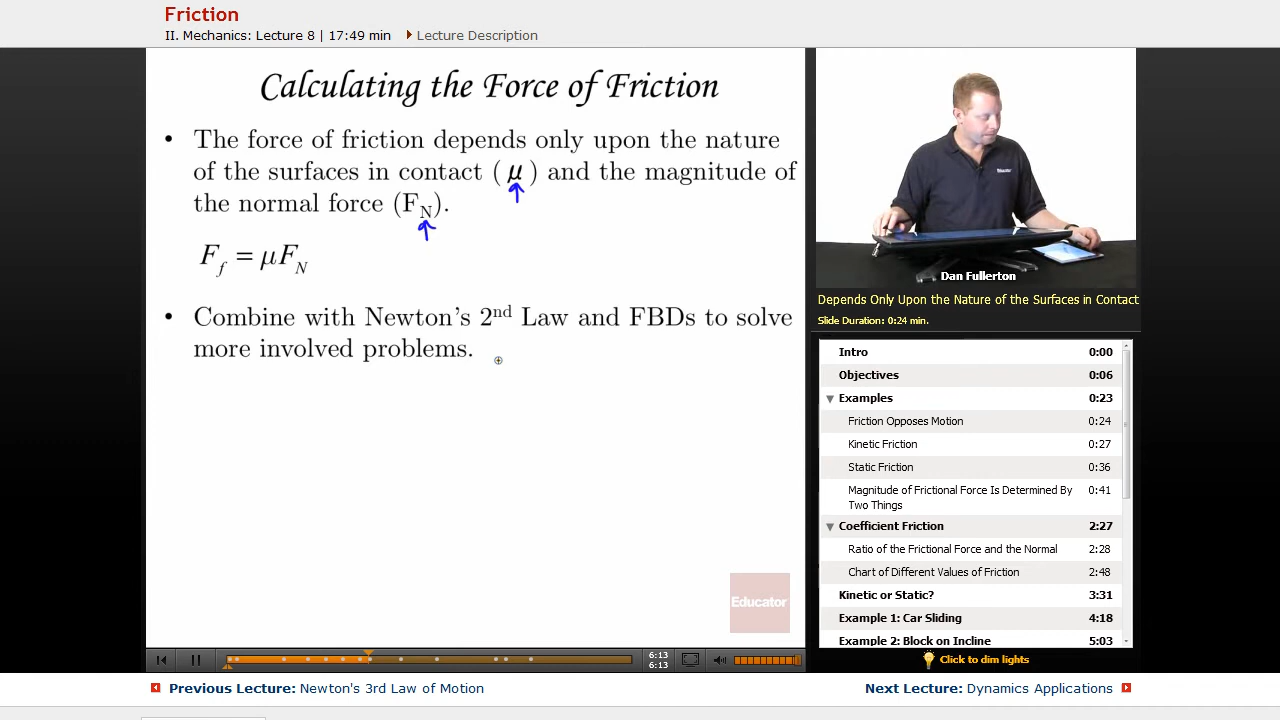 Friction
II. Mechanics: Lecture 8 | 17:49 min
Lecture Description
Calculating the Force of Friction
• The force of friction depends only upon the nature
of the surfaces in contact ( μ ) and the magnitude of
the normal force (F_N).
F_f = μF_N
• Combine with Newton's 2nd Law and FBDs to solve
more involved problems.
Educator
6:13
6:13
Educator
Dan Fullerton
Depends Only Upon the Nature of the Surfaces in Contact
Slide Duration: 0:24 min.
Intro 0:00
Objectives 0:06
Examples 0:23
Friction Opposes Motion 0:24
Kinetic Friction 0:27
Static Friction 0:36
Magnitude of Frictional Force Is Determined By 0:41
Two Things
Coefficient Friction 2:27
Ratio of the Frictional Force and the Normal 2:28
Chart of Different Values of Friction 2:48
Kinetic or Static? 3:31
Example 1: Car Sliding 4:18
Example 2: Block on Incline 5:03
Click to dim lights
Previous Lecture: Newton's 3rd Law of Motion
Next Lecture: Dynamics Applications